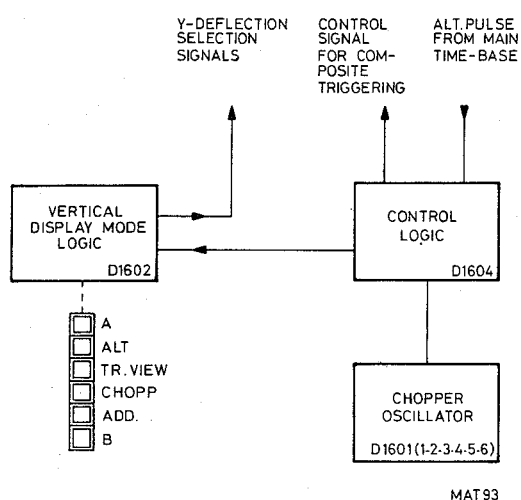 Y-DEFLECTION
SELECTION
SIGNALS
CONTROL
SIGNAL
FOR COM-
POSITE
TRIGGERING
ALT. PULSE
FROM MAIN
TIME-BASE
VERTICAL
DISPLAY MODE
LOGIC
D1602
CONTROL
LOGIC
D1604
A
ALT
TR. VIEW
CHOPP
ADD.
B
CHOPPER
OSCILLATOR
D1601(1-2-3-4-5-6)
MAT93